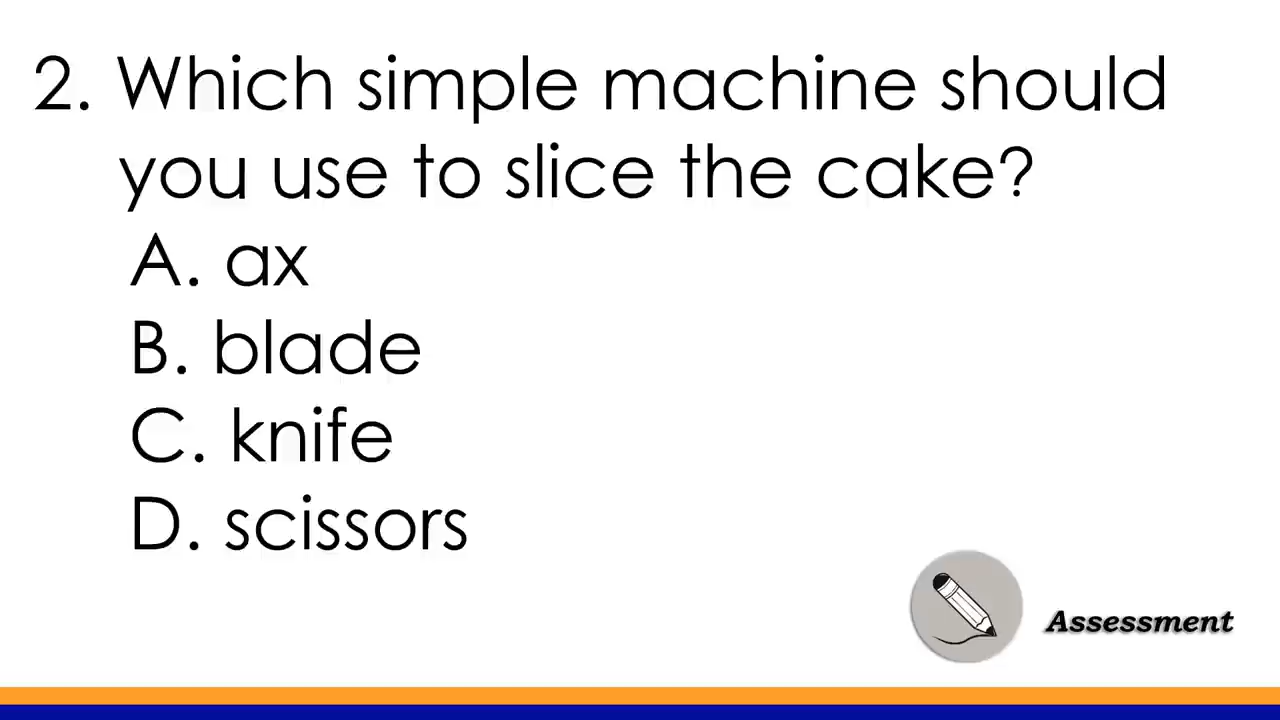 2. Which simple machine should
you use to slice the cake?
A. ax
B. blade
C. knife
D. scissors
Assessment